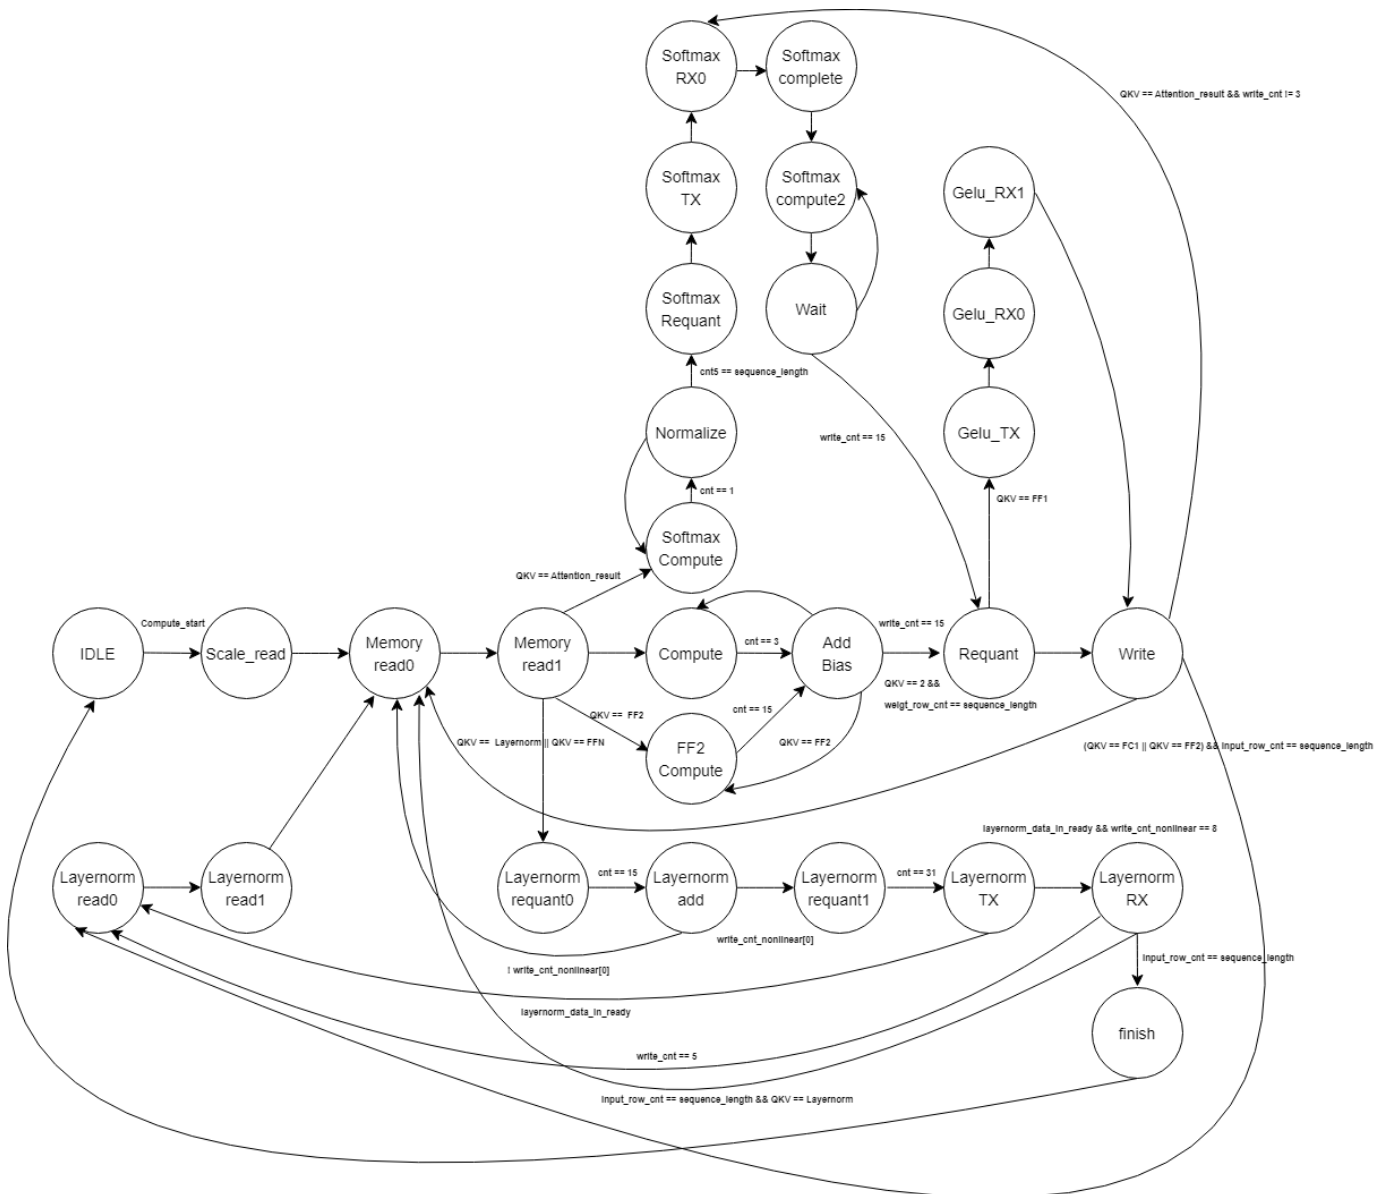 Softmax
RX0
Softmax
complete
QKV == Attention_result && write_cnt != 3
Softmax
TX
Softmax
compute2
Gelu_RX1
Softmax
Requant
Wait
Gelu_RX0
cnt5 == sequence_length
Normalize
write_cnt == 15
Gelu_TX
cnt == 1
QKV == FF1
Softmax
Compute
QKV == Attention_result
Compute_start
IDLE
Scale_read
Memory
read0
Memory
read1
Compute
cnt == 3
Add
Bias
write_cnt == 15
Requant
Write
QKV == 2 &&
weigt_row_cnt == sequence_length
cnt == 15
QKV == FF2
QKV == Layernorm || QKV == FFN
FF2
Compute
QKV == FF2
(QKV == FC1 || QKV == FF2) && input_row_cnt == sequence_length
layernorm_data_in_ready && write_cnt_nonlinear == 8
Layernorm
read0
Layernorm
read1
Layernorm
requant0
cnt == 15
Layernorm
add
Layernorm
requant1
cnt == 31
Layernorm
TX
Layernorm
RX
write_cnt_nonlinear[0]
! write_cnt_nonlinear[0]
input_row_cnt == sequence_length
layernorm_data_in_ready
finish
write_cnt == 5
input_row_cnt == sequence_length && QKV == Layernorm